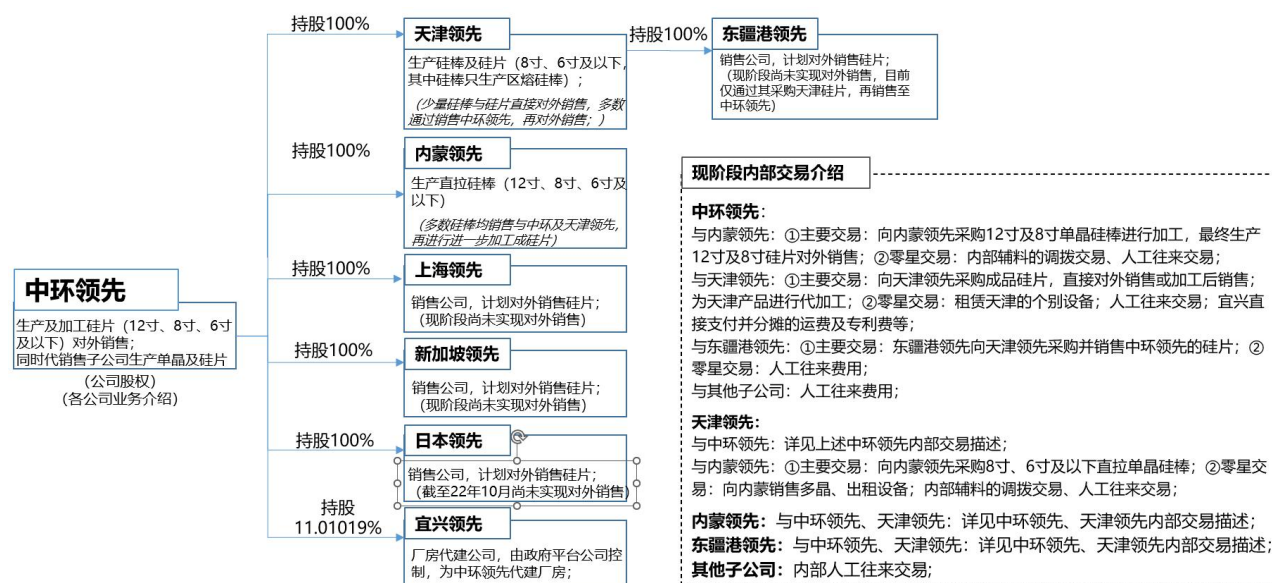 中环领先
生产及加工硅片（12寸、8寸、6寸
及以下）对外销售；
同时代销售子公司生产单晶及硅片
（公司股权）
（各公司业务介绍）
持股100%
天津领先
生产硅棒及硅片（8寸、6寸及以下，
其中硅棒只生产区熔硅棒）；
（少量硅棒与硅片直接对外销售，多数
通过销售中环领先，再对外销售；）
持股100%
东疆港领先
销售公司，计划对外销售硅片；
（现阶段尚未实现对外销售，目前
仅通过其采购天津硅片，再销售至
中环领先）
持股100%
内蒙领先
生产直拉硅棒（12寸、8寸、6寸及
以下）
（多数硅棒均销售与中环及天津领先，
再进行进一步加工成硅片）
持股100%
上海领先
销售公司，计划对外销售硅片；
（现阶段尚未实现对外销售）
持股100%
新加坡领先
销售公司，计划对外销售硅片；
（现阶段尚未实现对外销售）
持股100%
日本领先
销售公司，计划对外销售硅片；
（截至22年10月尚未实现对外销售）
持股
11.01019%
宜兴领先
厂房代建公司，由政府平台公司控
制，为中环领先代建厂房；
现阶段内部交易介绍
中环领先：
与内蒙领先：①主要交易：向内蒙领先采购12寸及8寸单晶硅棒进行加工，最终生产
12寸及8寸硅片对外销售；②零星交易：内部辅料的调拨交易、人工往来交易；
与天津领先：①主要交易：向天津领先采购成品硅片，直接对外销售或加工后销售；
为天津产品进行代加工；②零星交易：租赁天津的个别设备；人工往来交易；宜兴直
接支付并分摊的运费及专利费等；
与东疆港领先：①主要交易：东疆港领先向天津领先采购并销售中环领先的硅片；②
零星交易：人工往来费用；
与其他子公司：人工往来费用；
天津领先：
与中环领先：详见上述中环领先内部交易描述；
与内蒙领先：①主要交易：向内蒙领先采购8寸、6寸及以下直拉单晶硅棒；②零星交
易：向内蒙销售多晶、出租设备；内部辅料的调拨交易、人工往来交易；
内蒙领先：与中环领先、天津领先：详见中环领先、天津领先内部交易描述；
东疆港领先：与中环领先、天津领先：详见中环领先、天津领先内部交易描述；
其他子公司：内部人工往来交易；